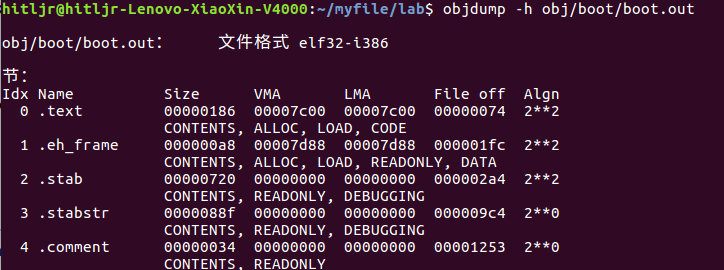 hitljr@hitljr-Lenovo-XiaoXin-V4000:~/myfile/lab$ objdump -h obj/boot/boot.out
obj/boot/boot.out：     文件格式 elf32-i386
节：
Idx Name          Size      VMA       LMA       File off  Algn
  0 .text         00000186  00007c00  00007c00  00000074  2**2
                  CONTENTS, ALLOC, LOAD, CODE
  1 .eh_frame     000000a8  00007d88  00007d88  000001fc  2**2
                  CONTENTS, ALLOC, LOAD, READONLY, DATA
  2 .stab         00000720  00000000  00000000  000002a4  2**2
                  CONTENTS, READONLY, DEBUGGING
  3 .stabstr      0000088f  00000000  00000000  000009c4  2**0
                  CONTENTS, READONLY, DEBUGGING
  4 .comment      00000034  00000000  00000000  00001253  2**0
                  CONTENTS, READONLY